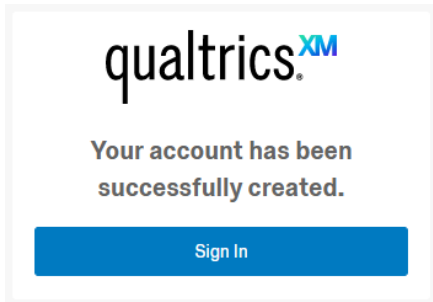 qualtrics.XM
Your account has been
successfully created.
Sign In